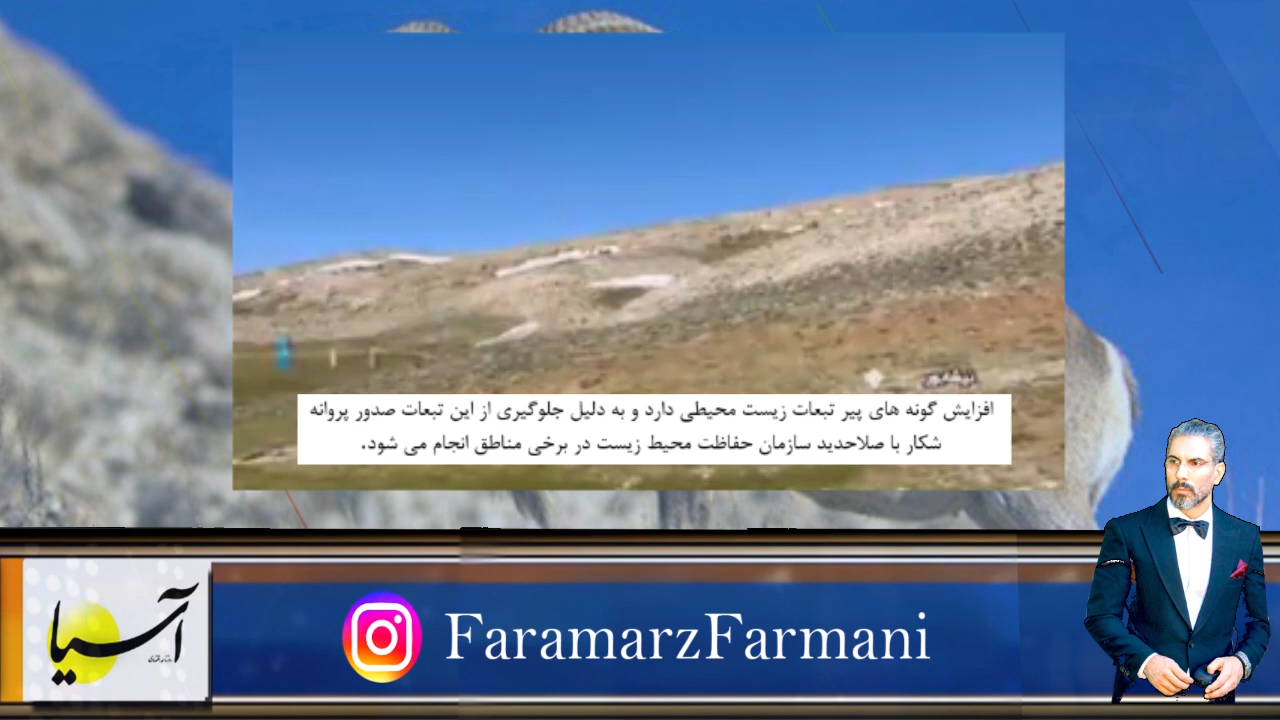 افزایش گونه های پیر تبعات زیست محیطی دارد و به دلیل جلوگیری از این تبعات صدور پروانه
شکار با صلاحدید سازمان حفاظت محیط زیست در برخی مناطق انجام می شود.
آسیا
FaramarzFarmani